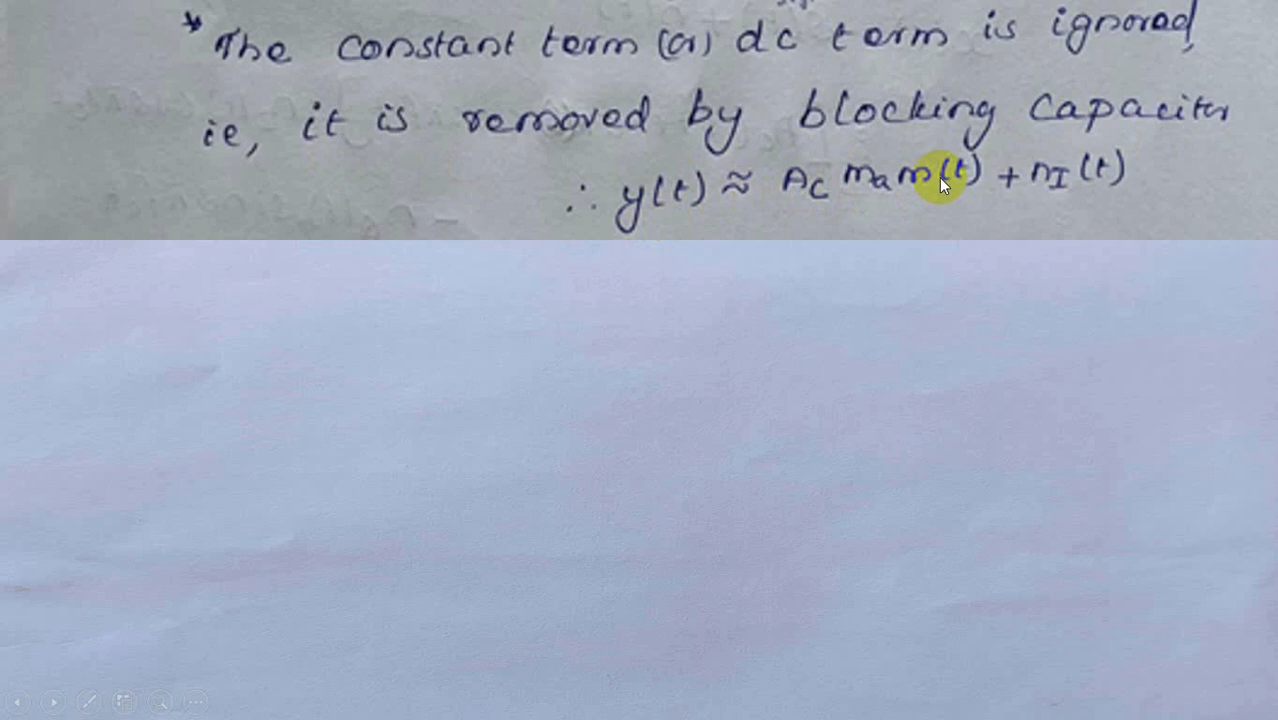 * The constant term (or) dc term is ignored,
ie, it is removed by blocking capacitor
∴ y(t) ≈ Ac ma m(t) + nI(t)